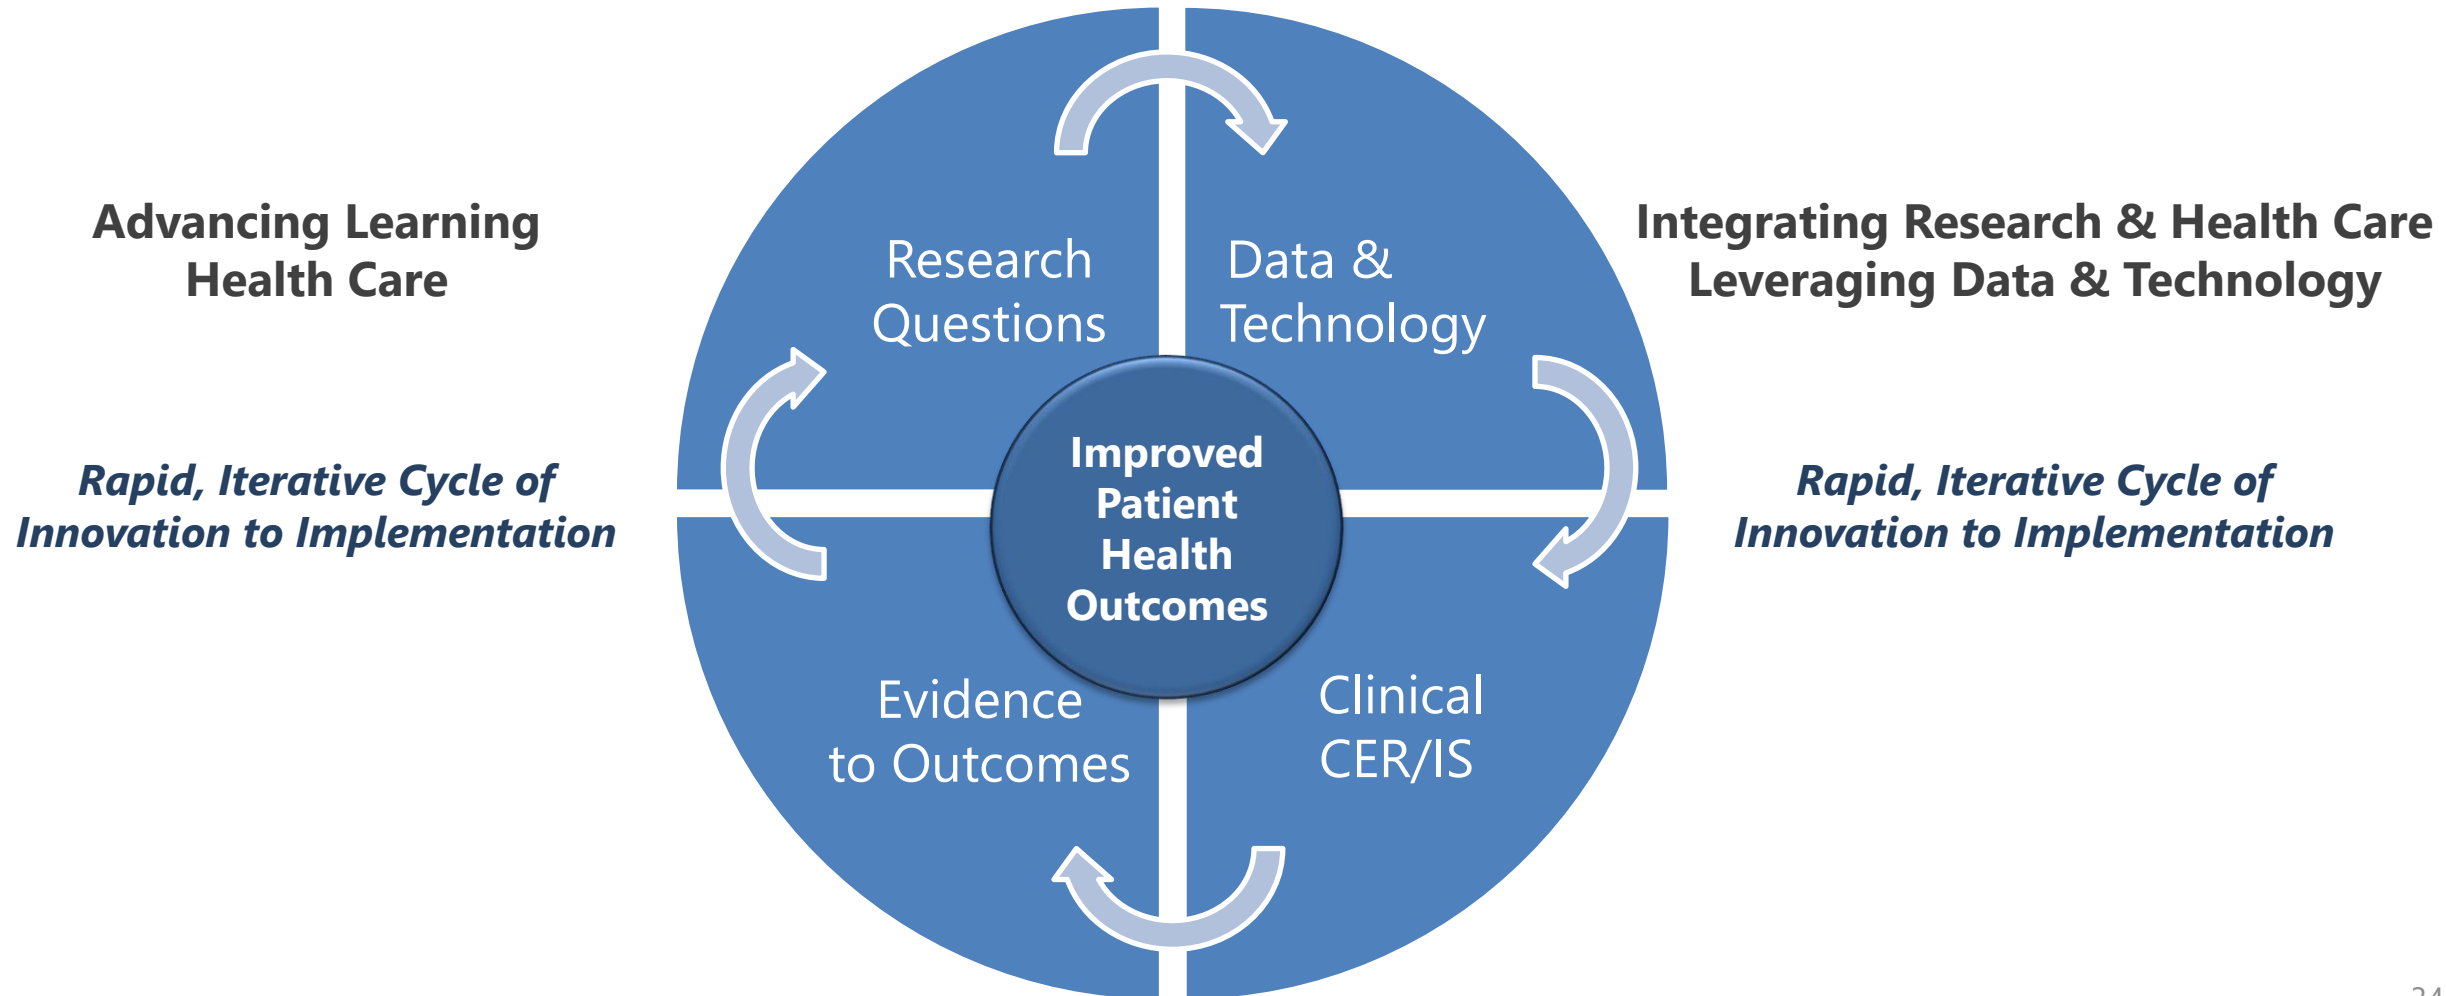 Advancing Learning
Health Care
Rapid, Iterative Cycle of
Innovation to Implementation
Research
Questions
Data &
Technology
Improved
Patient
Health
Outcomes
Evidence
to Outcomes
Clinical
CER/IS
Integrating Research & Health Care
Leveraging Data & Technology
Rapid, Iterative Cycle of
Innovation to Implementation